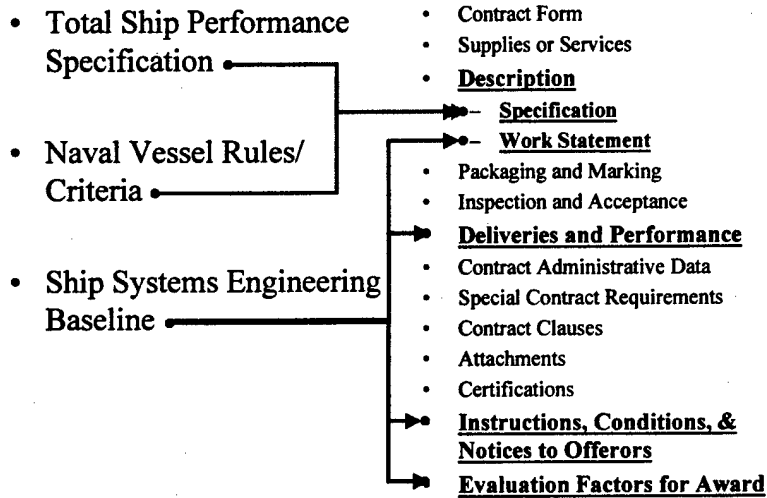 • Total Ship Performance
Specification
• Naval Vessel Rules/
Criteria
• Ship Systems Engineering
Baseline
• Contract Form
• Supplies or Services
• Description
– Specification
– Work Statement
• Packaging and Marking
• Inspection and Acceptance
• Deliveries and Performance
• Contract Administrative Data
• Special Contract Requirements
• Contract Clauses
• Attachments
• Certifications
• Instructions, Conditions, &
Notices to Offerors
• Evaluation Factors for Award